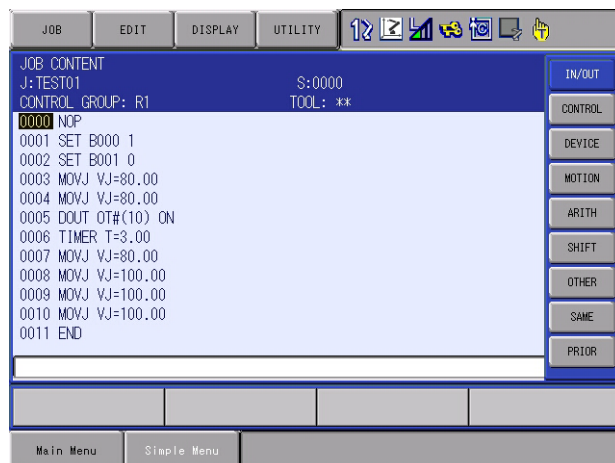 JOB EDIT DISPLAY UTILITY
JOB CONTENT
J:TEST01 S:0000
CONTROL GROUP: R1 TOOL: **
0000 NOP
0001 SET B000 1
0002 SET B001 0
0003 MOVJ VJ=80.00
0004 MOVJ VJ=80.00
0005 DOUT OT#(10) ON
0006 TIMER T=3.00
0007 MOVJ VJ=80.00
0008 MOVJ VJ=100.00
0009 MOVJ VJ=100.00
0010 MOVJ VJ=100.00
0011 END
IN/OUT
CONTROL
DEVICE
MOTION
ARITH
SHIFT
OTHER
SAME
PRIOR
Main Menu Simple Menu